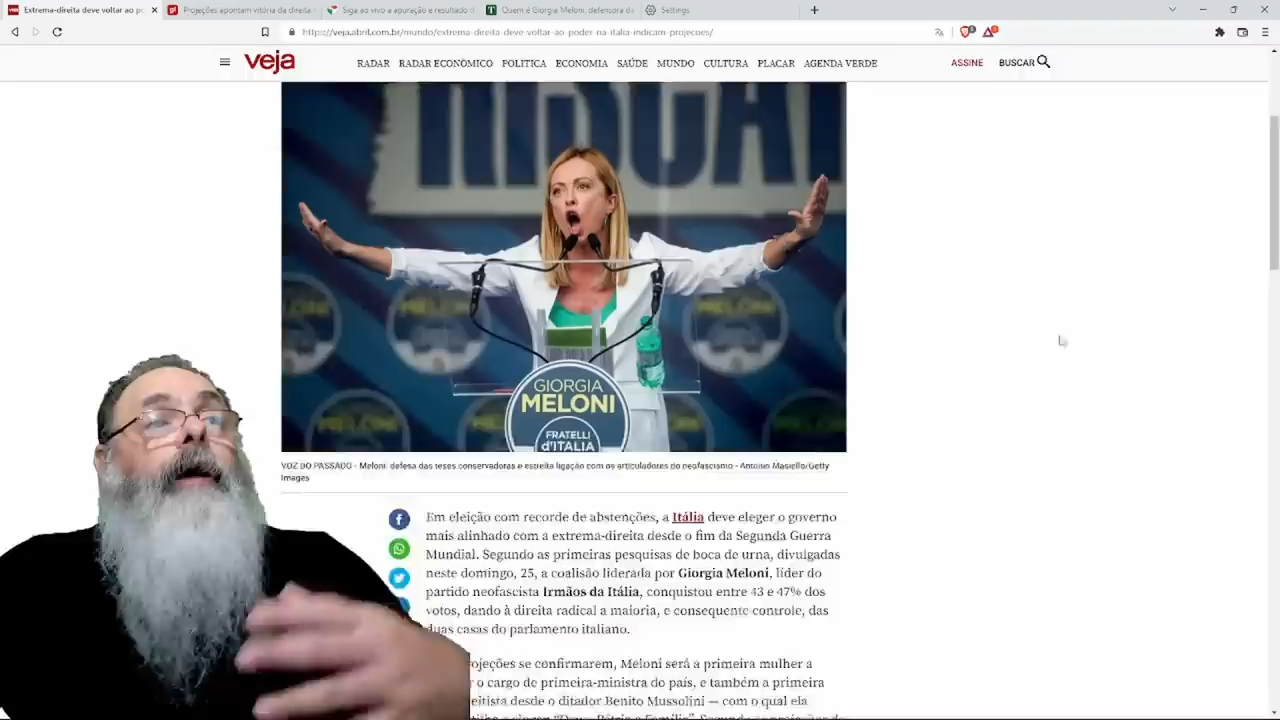 Extrema-direita deve voltar ao po
Projeções apontam vitória da direita
Siga ao vivo a apuração e resultado d
Quem é Giorgia Meloni, defensora da
Settings
https://veja.abril.com.br/mundo/extrema-direita-deve-voltar-ao-poder-na-italia-indicam-projecoes/
veja
RADAR RADAR ECONÔMICO POLÍTICA ECONOMIA SAÚDE MUNDO CULTURA PLACAR AGENDA VERDE
ASSINE
BUSCAR
MELONI
GIORGIA
MELONI
FRATELLI
d'ITALIA
VOZ DO PASSADO - Meloni: defesa das teses conservadoras e estreita ligação com os articuladores do neofascismo - Antonio Masiello/Getty
Images
Em eleição com recorde de abstenções, a Itália deve eleger o governo
mais alinhado com a extrema-direita desde o fim da Segunda Guerra
Mundial. Segundo as primeiras pesquisas de boca de urna, divulgadas
neste domingo, 25, a coalisão liderada por Giorgia Meloni, líder do
partido neofascista Irmãos da Itália, conquistou entre 43 e 47% dos
votos, dando à direita radical a maioria, e consequente controle, das
duas casas do parlamento italiano.
ojeções se confirmarem, Meloni será a primeira mulher a
o cargo de primeira-ministra do país, e também a primeira
eitista desde o ditador Benito Mussolini — com o qual ela